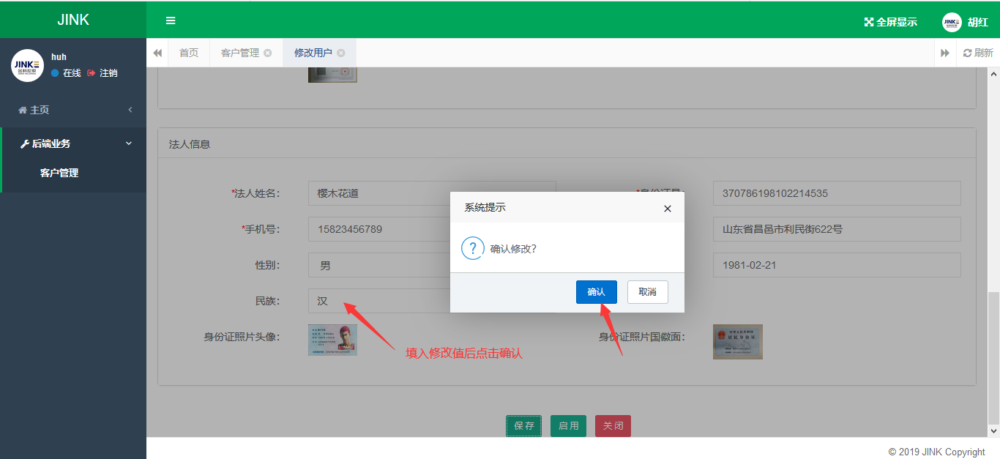 JINK
全屏显示
JINKE
胡红
JINKE
金科控股
huh
在线
注销
首页
客户管理
修改用户
刷新
主页
后端业务
客户管理
法人信息
*法人姓名：
樱木花道
370786198102214535
*手机号：
15823456789
山东省昌邑市利民街622号
性别：
男
1981-02-21
民族：
汉
身份证照片头像：
身份证照片国徽面：
系统提示
×
?
确认修改?
确认
取消
填入修改值后点击确认
保存
启用
关闭
© 2019 JINK Copyright